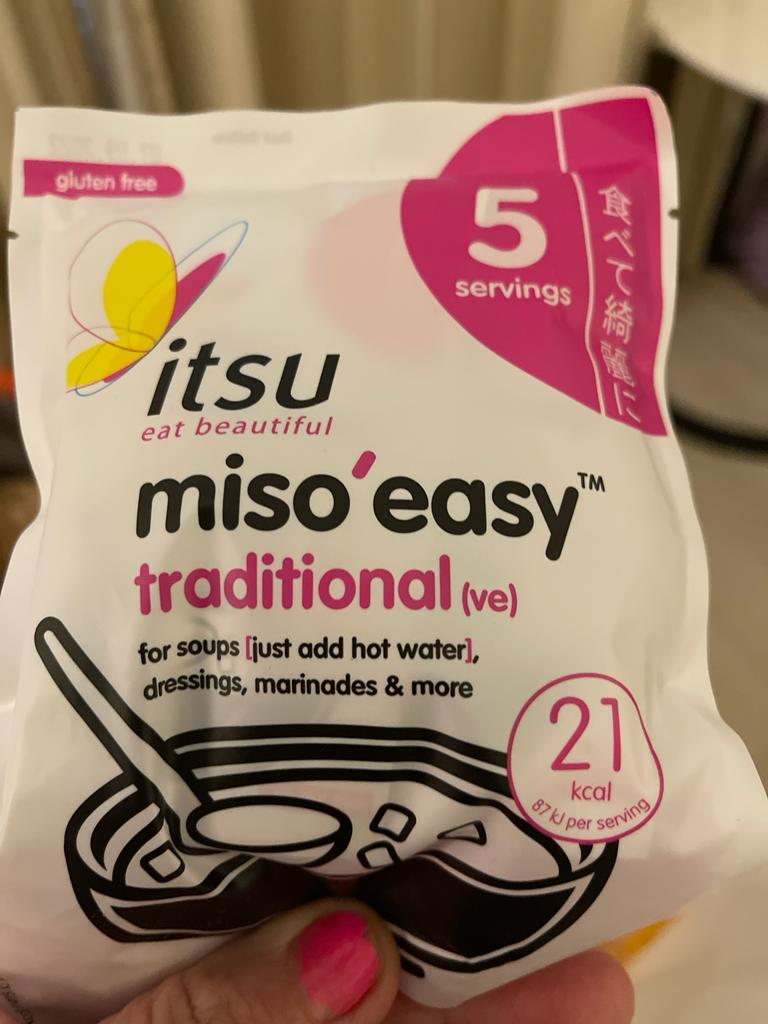 gluten free
5
servings
食べて綺麗に
itsu
eat beautiful
miso'easy™
traditional (ve)
for soups [just add hot water],
dressings, marinades & more
21
kcal
87 kJ per serving